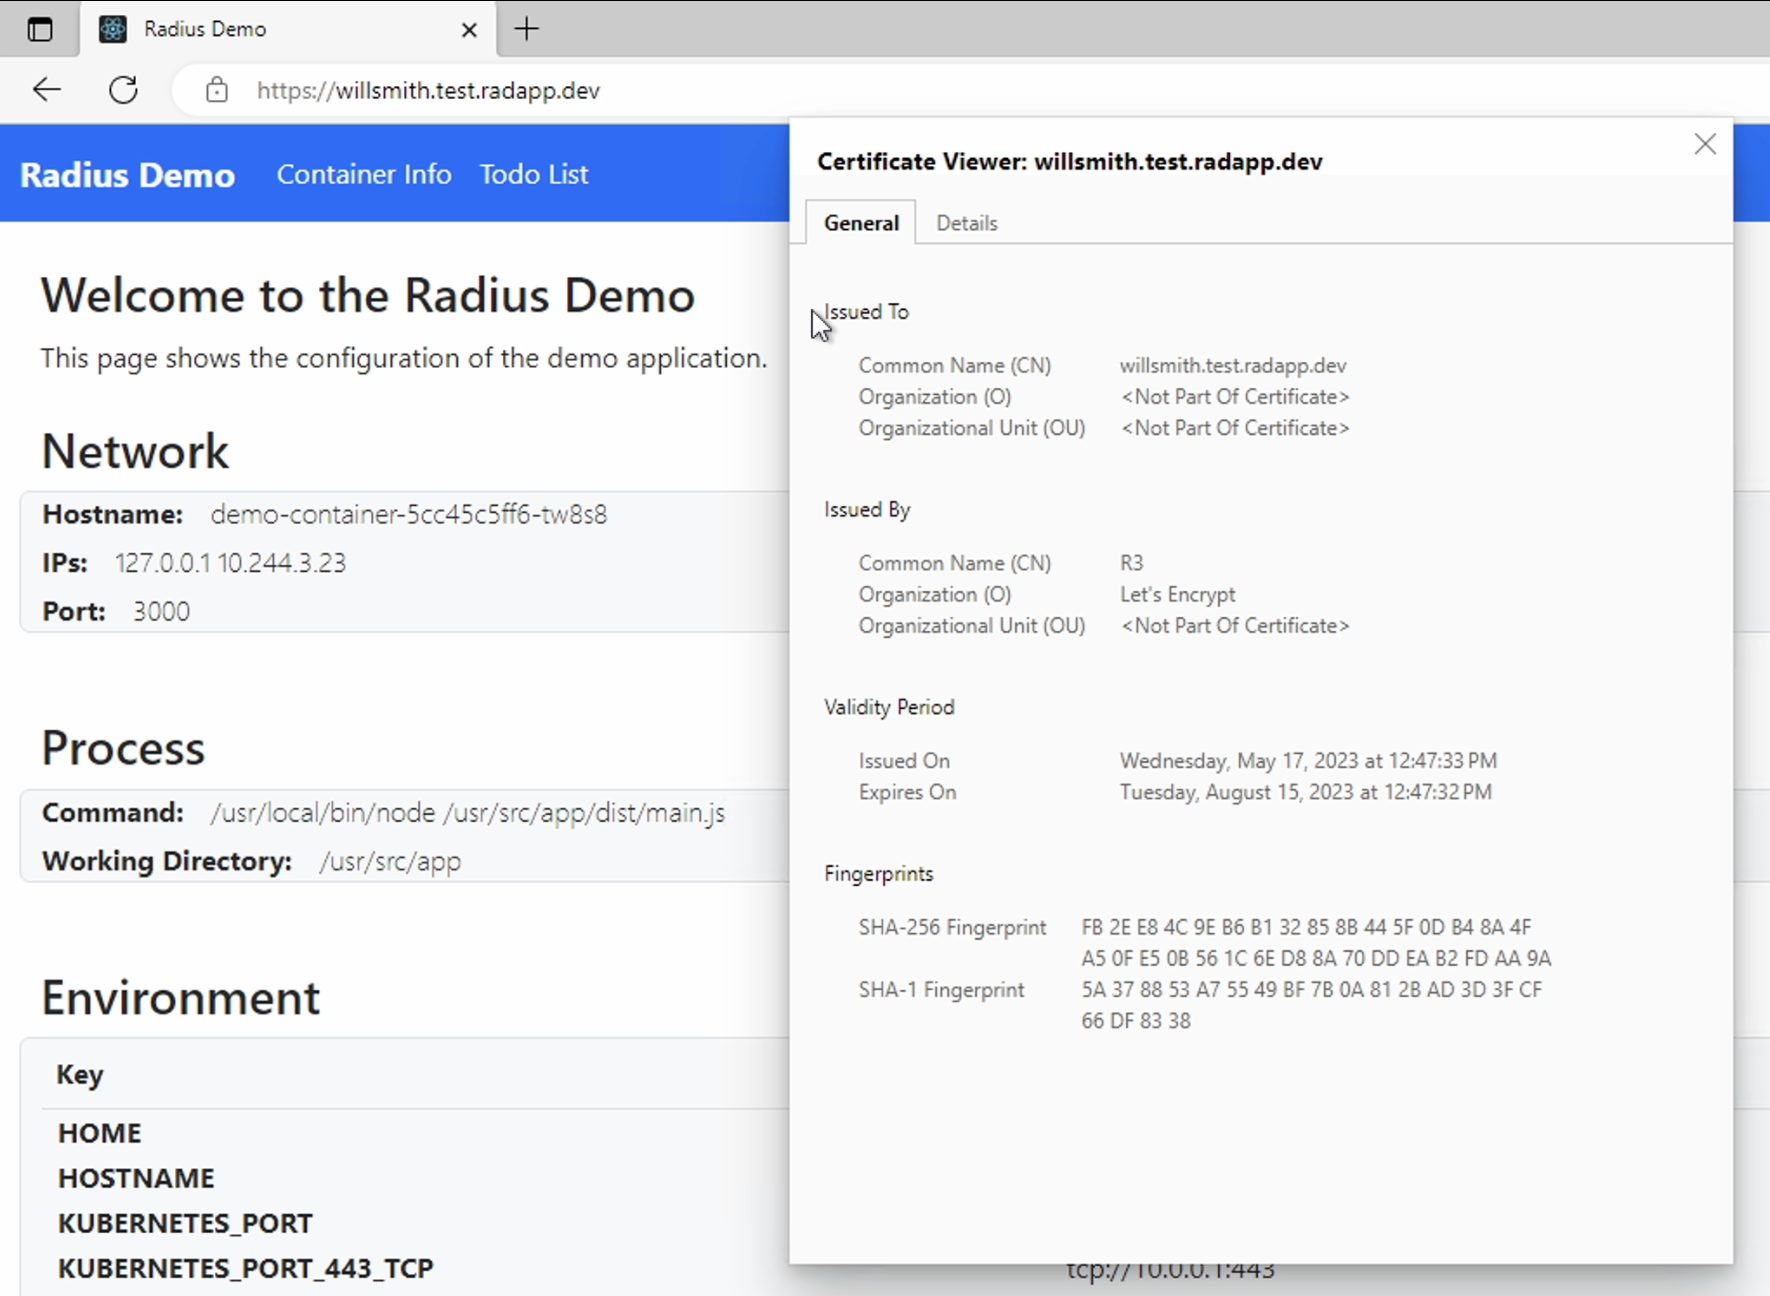 Radius Demo
https://willsmith.test.radapp.dev
Radius Demo Container Info Todo List
Welcome to the Radius Demo
This page shows the configuration of the demo application.
Network
Hostname: demo-container-5cc45c5ff6-tw8s8
IPs: 127.0.0.1 10.244.3.23
Port: 3000
Process
Command: /usr/local/bin/node /usr/src/app/dist/main.js
Working Directory: /usr/src/app
Environment
Key
HOME
HOSTNAME
KUBERNETES_PORT
KUBERNETES_PORT_443_TCP
tcp://10.0.0.1:443
Certificate Viewer: willsmith.test.radapp.dev
General Details
Issued To
Common Name (CN) willsmith.test.radapp.dev
Organization (O) <Not Part Of Certificate>
Organizational Unit (OU) <Not Part Of Certificate>
Issued By
Common Name (CN) R3
Organization (O) Let's Encrypt
Organizational Unit (OU) <Not Part Of Certificate>
Validity Period
Issued On Wednesday, May 17, 2023 at 12:47:33 PM
Expires On Tuesday, August 15, 2023 at 12:47:32 PM
Fingerprints
SHA-256 Fingerprint FB 2E E8 4C 9E B6 B1 32 85 8B 44 5F 0D B4 8A 4F
A5 0F E5 0B 56 1C 6E D8 8A 70 DD EA B2 FD AA 9A
SHA-1 Fingerprint 5A 37 88 53 A7 55 49 BF 7B 0A 81 2B AD 3D 3F CF
66 DF 83 38